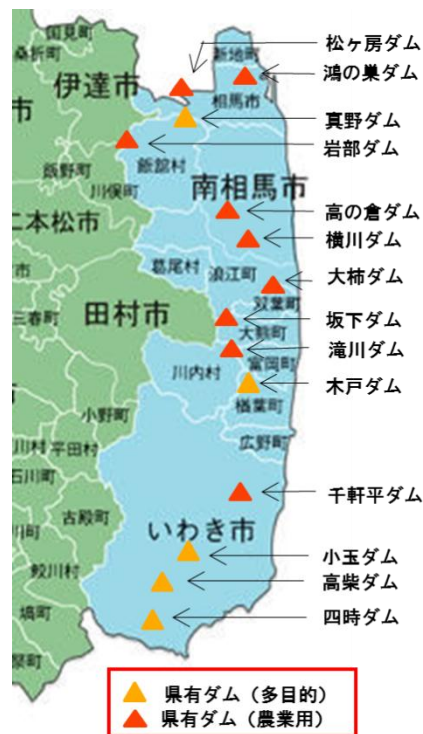 国見町
桑折町
新地町
松ヶ房ダム
伊達市
鴻の巣ダム
相馬市
市
真野ダム
岩部ダム
飯野町
飯舘村
川俣町
南相馬市
二本松市
高の倉ダム
横川ダム
葛尾村
浪江町
大柿ダム
市
双葉町
田村市
三春町
坂下ダム
大熊町
滝川ダム
川内村
富岡町
木戸ダム
小野町
楢葉町
川村
平田村
広野町
石川町
千軒平ダム
古殿町
川町
いわき市
小玉ダム
鮫川村
高柴ダム
塙町
四時ダム
祭町
県有ダム（多目的）
県有ダム（農業用）